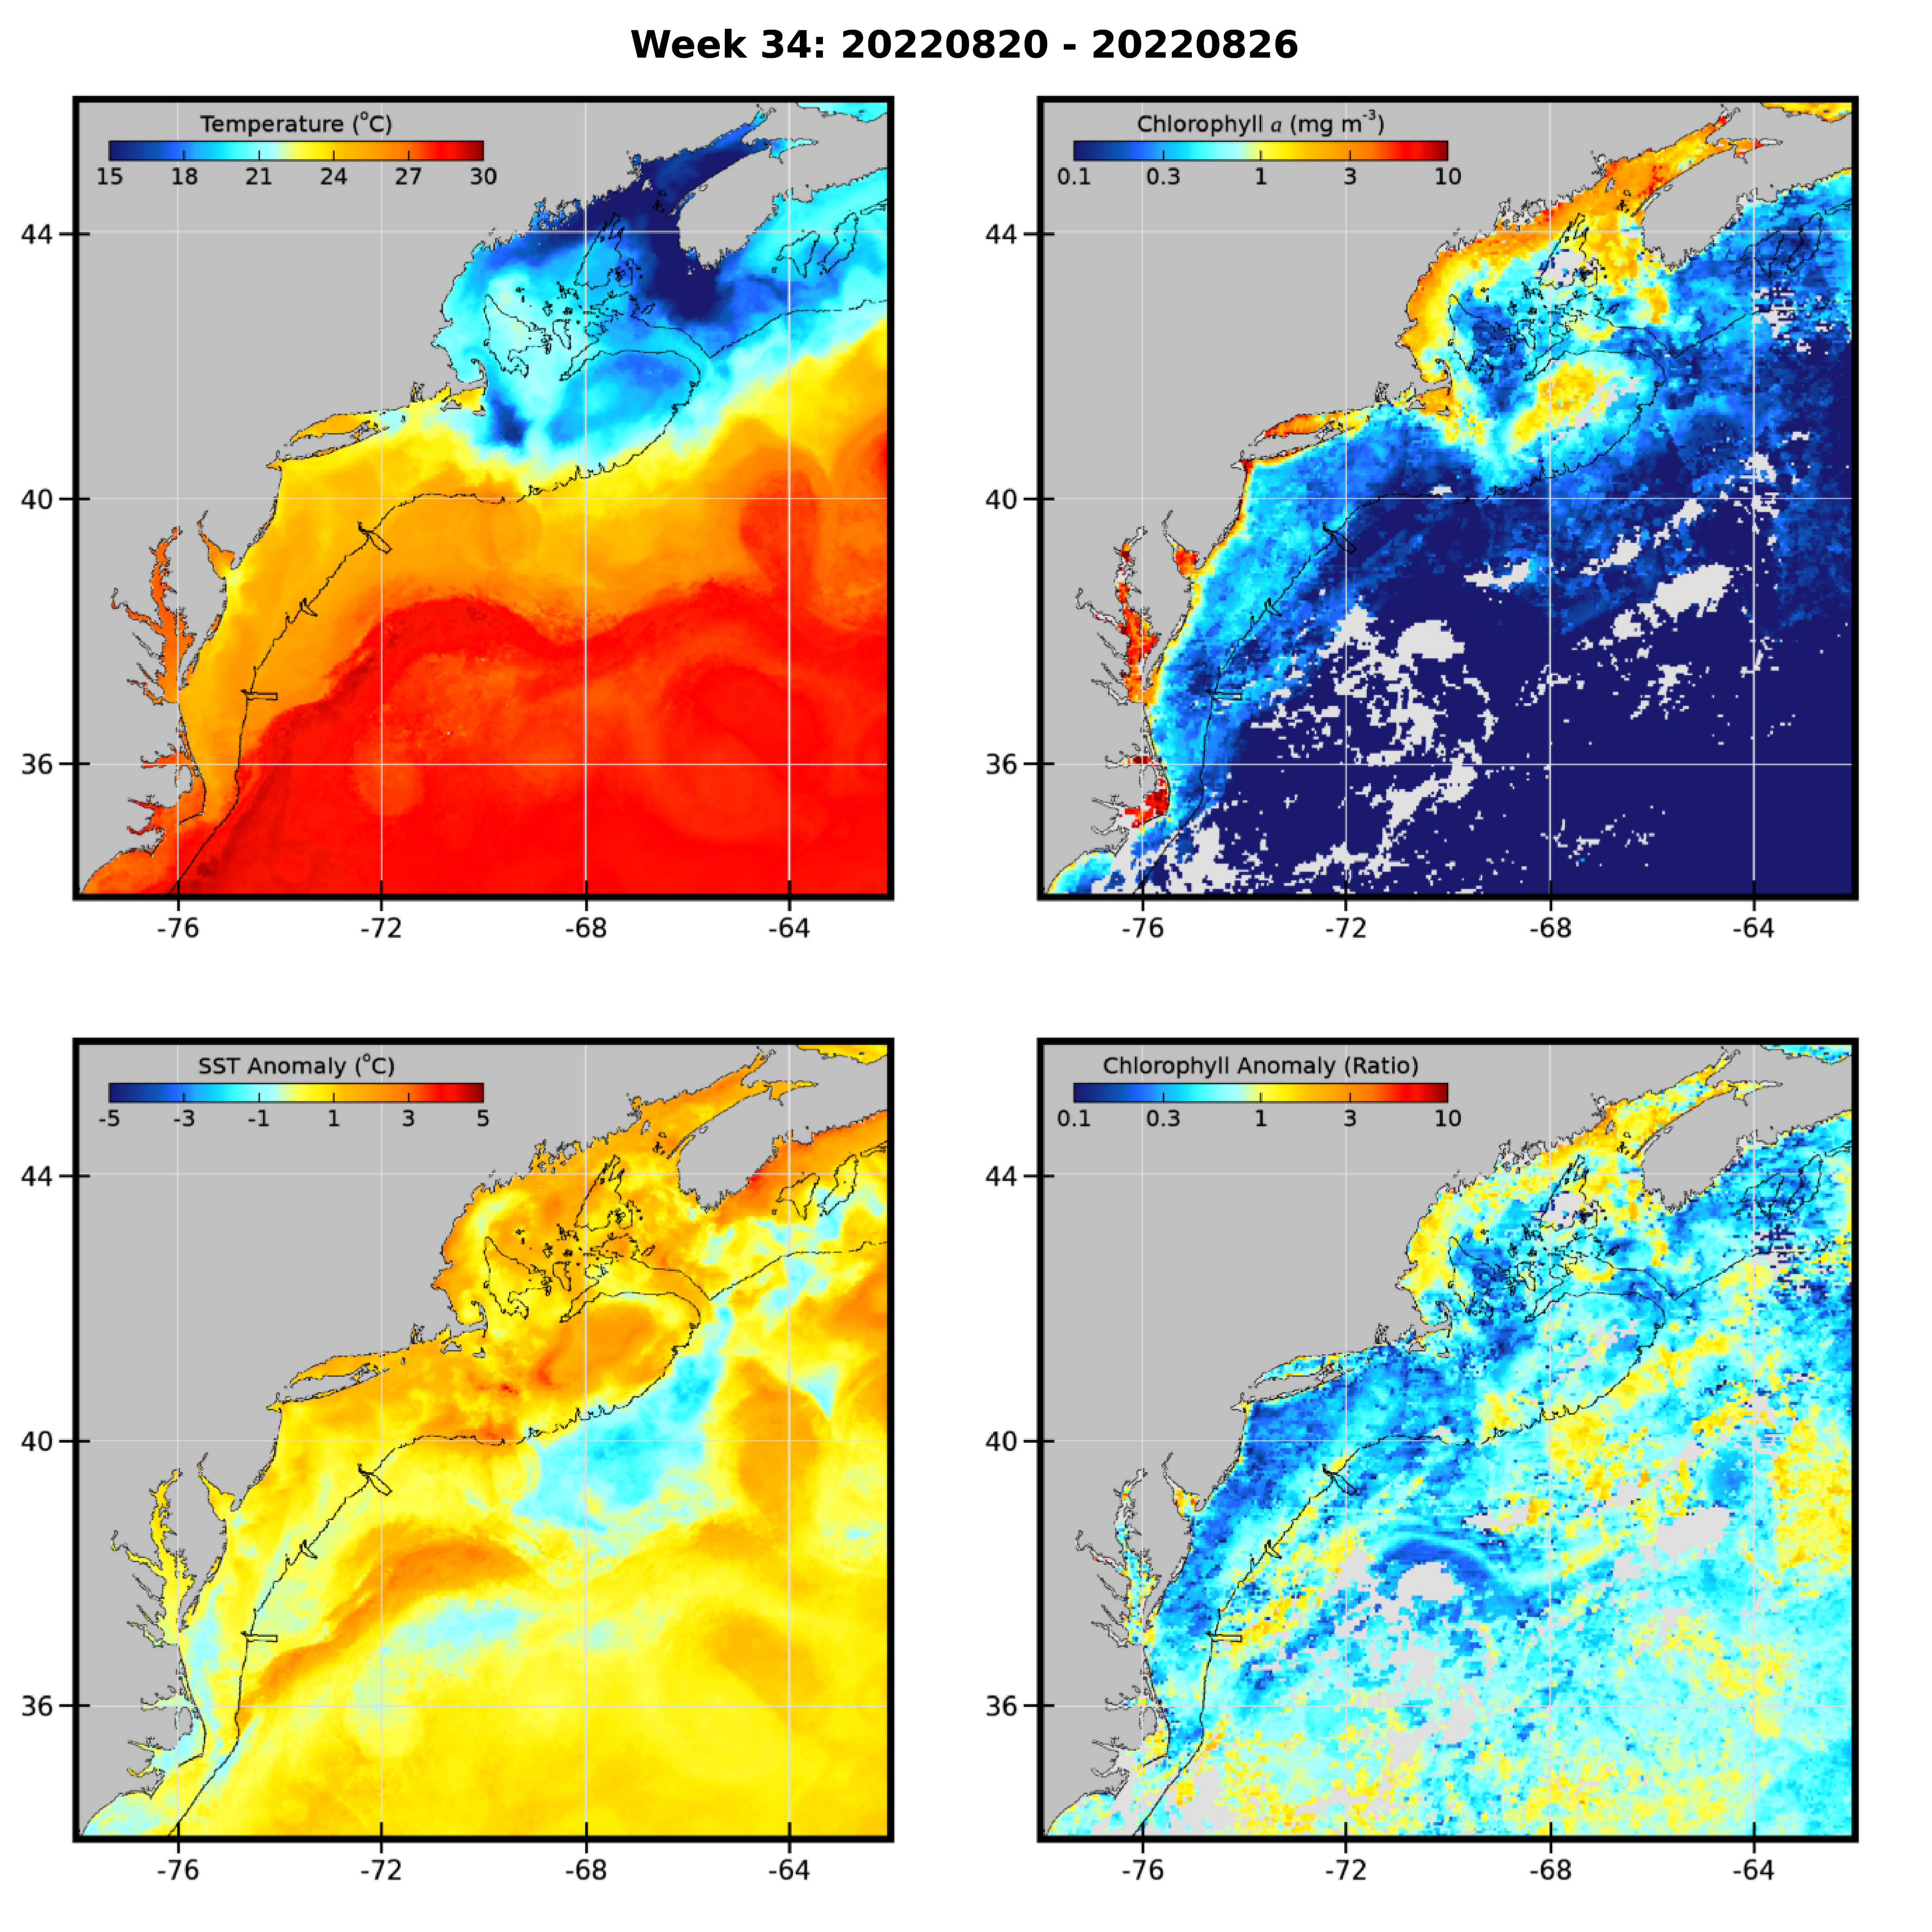 Week 34: 20220820 - 20220826
Temperature (°C)
15 18 21 24 27 30
44
40
36
-76 -72 -68 -64
Chlorophyll a (mg m⁻³)
0.1 0.3 1 3 10
44
40
36
-76 -72 -68 -64
SST Anomaly (°C)
-5 -3 -1 1 3 5
44
40
36
-76 -72 -68 -64
Chlorophyll Anomaly (Ratio)
0.1 0.3 1 3 10
44
40
36
-76 -72 -68 -64